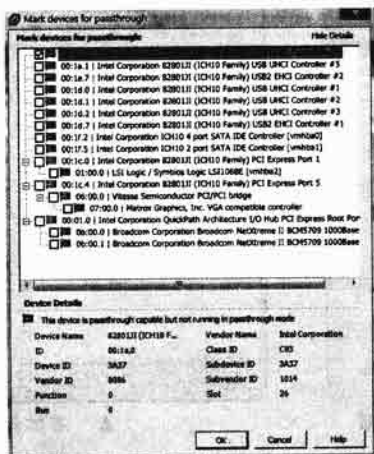 Mark devices for passthrough
Mark devices for passthrough: Hide Details
00:1a.1 | Intel Corporation 82801JI (ICH10 Family) USB UHCI Controller #5
00:1a.7 | Intel Corporation 82801JI (ICH10 Family) USB2 EHCI Controller #2
00:1d.0 | Intel Corporation 82801JI (ICH10 Family) USB UHCI Controller #1
00:1d.1 | Intel Corporation 82801JI (ICH10 Family) USB UHCI Controller #2
00:1d.2 | Intel Corporation 82801JI (ICH10 Family) USB UHCI Controller #3
00:1d.7 | Intel Corporation 82801JI (ICH10 Family) USB2 EHCI Controller #1
00:1f.2 | Intel Corporation ICH10 4 port SATA IDE Controller [vmhba0]
00:1f.5 | Intel Corporation ICH10 2 port SATA IDE Controller [vmhba1]
00:1c.0 | Intel Corporation 82801JI (ICH10 Family) PCI Express Port 1
01:00.0 | LSI Logic / Symbios Logic LSI1068E [vmhba2]
00:1c.4 | Intel Corporation 82801JI (ICH10 Family) PCI Express Port 5
06:00.0 | Vitesse Semiconductor PCI/PCI bridge
07:00.0 | Matrox Graphics, Inc. VGA compatible controller
00:01.0 | Intel Corporation QuickPath Architecture I/O Hub PCI Express Root Por
0b:00.0 | Broadcom Corporation Broadcom NetXtreme II BCM5709 1000Base
0b:00.1 | Broadcom Corporation Broadcom NetXtreme II BCM5709 1000Base
Device Details
This device is passthrough capable but not running in passthrough mode
Device Name 82801JI (ICH10 F... Vendor Name Intel Corporation
ID 00:1a.0 Class ID C03
Device ID 3A37 Subdevice ID 3A37
Vendor ID 8086 Subvendor ID 1014
Function 0 Slot 26
Bus 0
OK Cancel Help